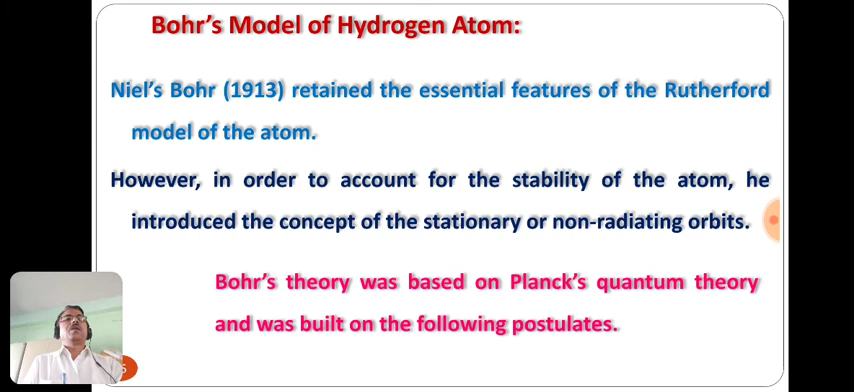 Bohr's Model of Hydrogen Atom:
Niel's Bohr (1913) retained the essential features of the Rutherford
model of the atom.
However, in order to account for the stability of the atom, he
introduced the concept of the stationary or non-radiating orbits.
Bohr's theory was based on Planck's quantum theory
and was built on the following postulates.